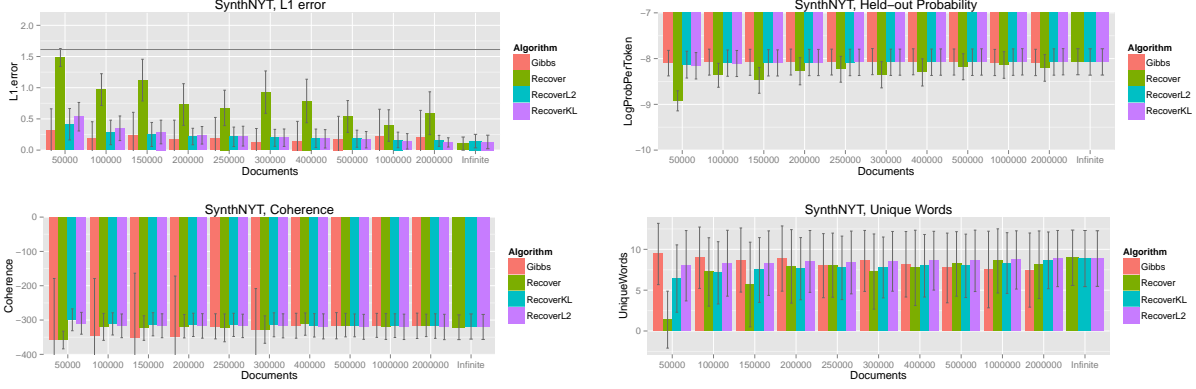 SynthNYT, L1 error
L1.error
2.0
1.5
1.0
0.5
0.0
50000 100000 150000 200000 250000 300000 400000 500000 1000000 2000000 Infinite
Documents
Algorithm
Gibbs
Recover
RecoverL2
RecoverKL
SynthNYT, Held-out Probability
LogProbPerToken
−7
−8
−9
−10
50000 100000 150000 200000 250000 300000 400000 500000 1000000 2000000 Infinite
Documents
Algorithm
Gibbs
Recover
RecoverL2
RecoverKL
SynthNYT, Coherence
Coherence
0
−100
−200
−300
−400
50000 100000 150000 200000 250000 300000 400000 500000 1000000 2000000 Infinite
Documents
Algorithm
Gibbs
Recover
RecoverKL
RecoverL2
SynthNYT, Unique Words
UniqueWords
10
5
0
50000 100000 150000 200000 250000 300000 400000 500000 1000000 2000000 Infinite
Documents
Algorithm
Gibbs
Recover
RecoverKL
RecoverL2